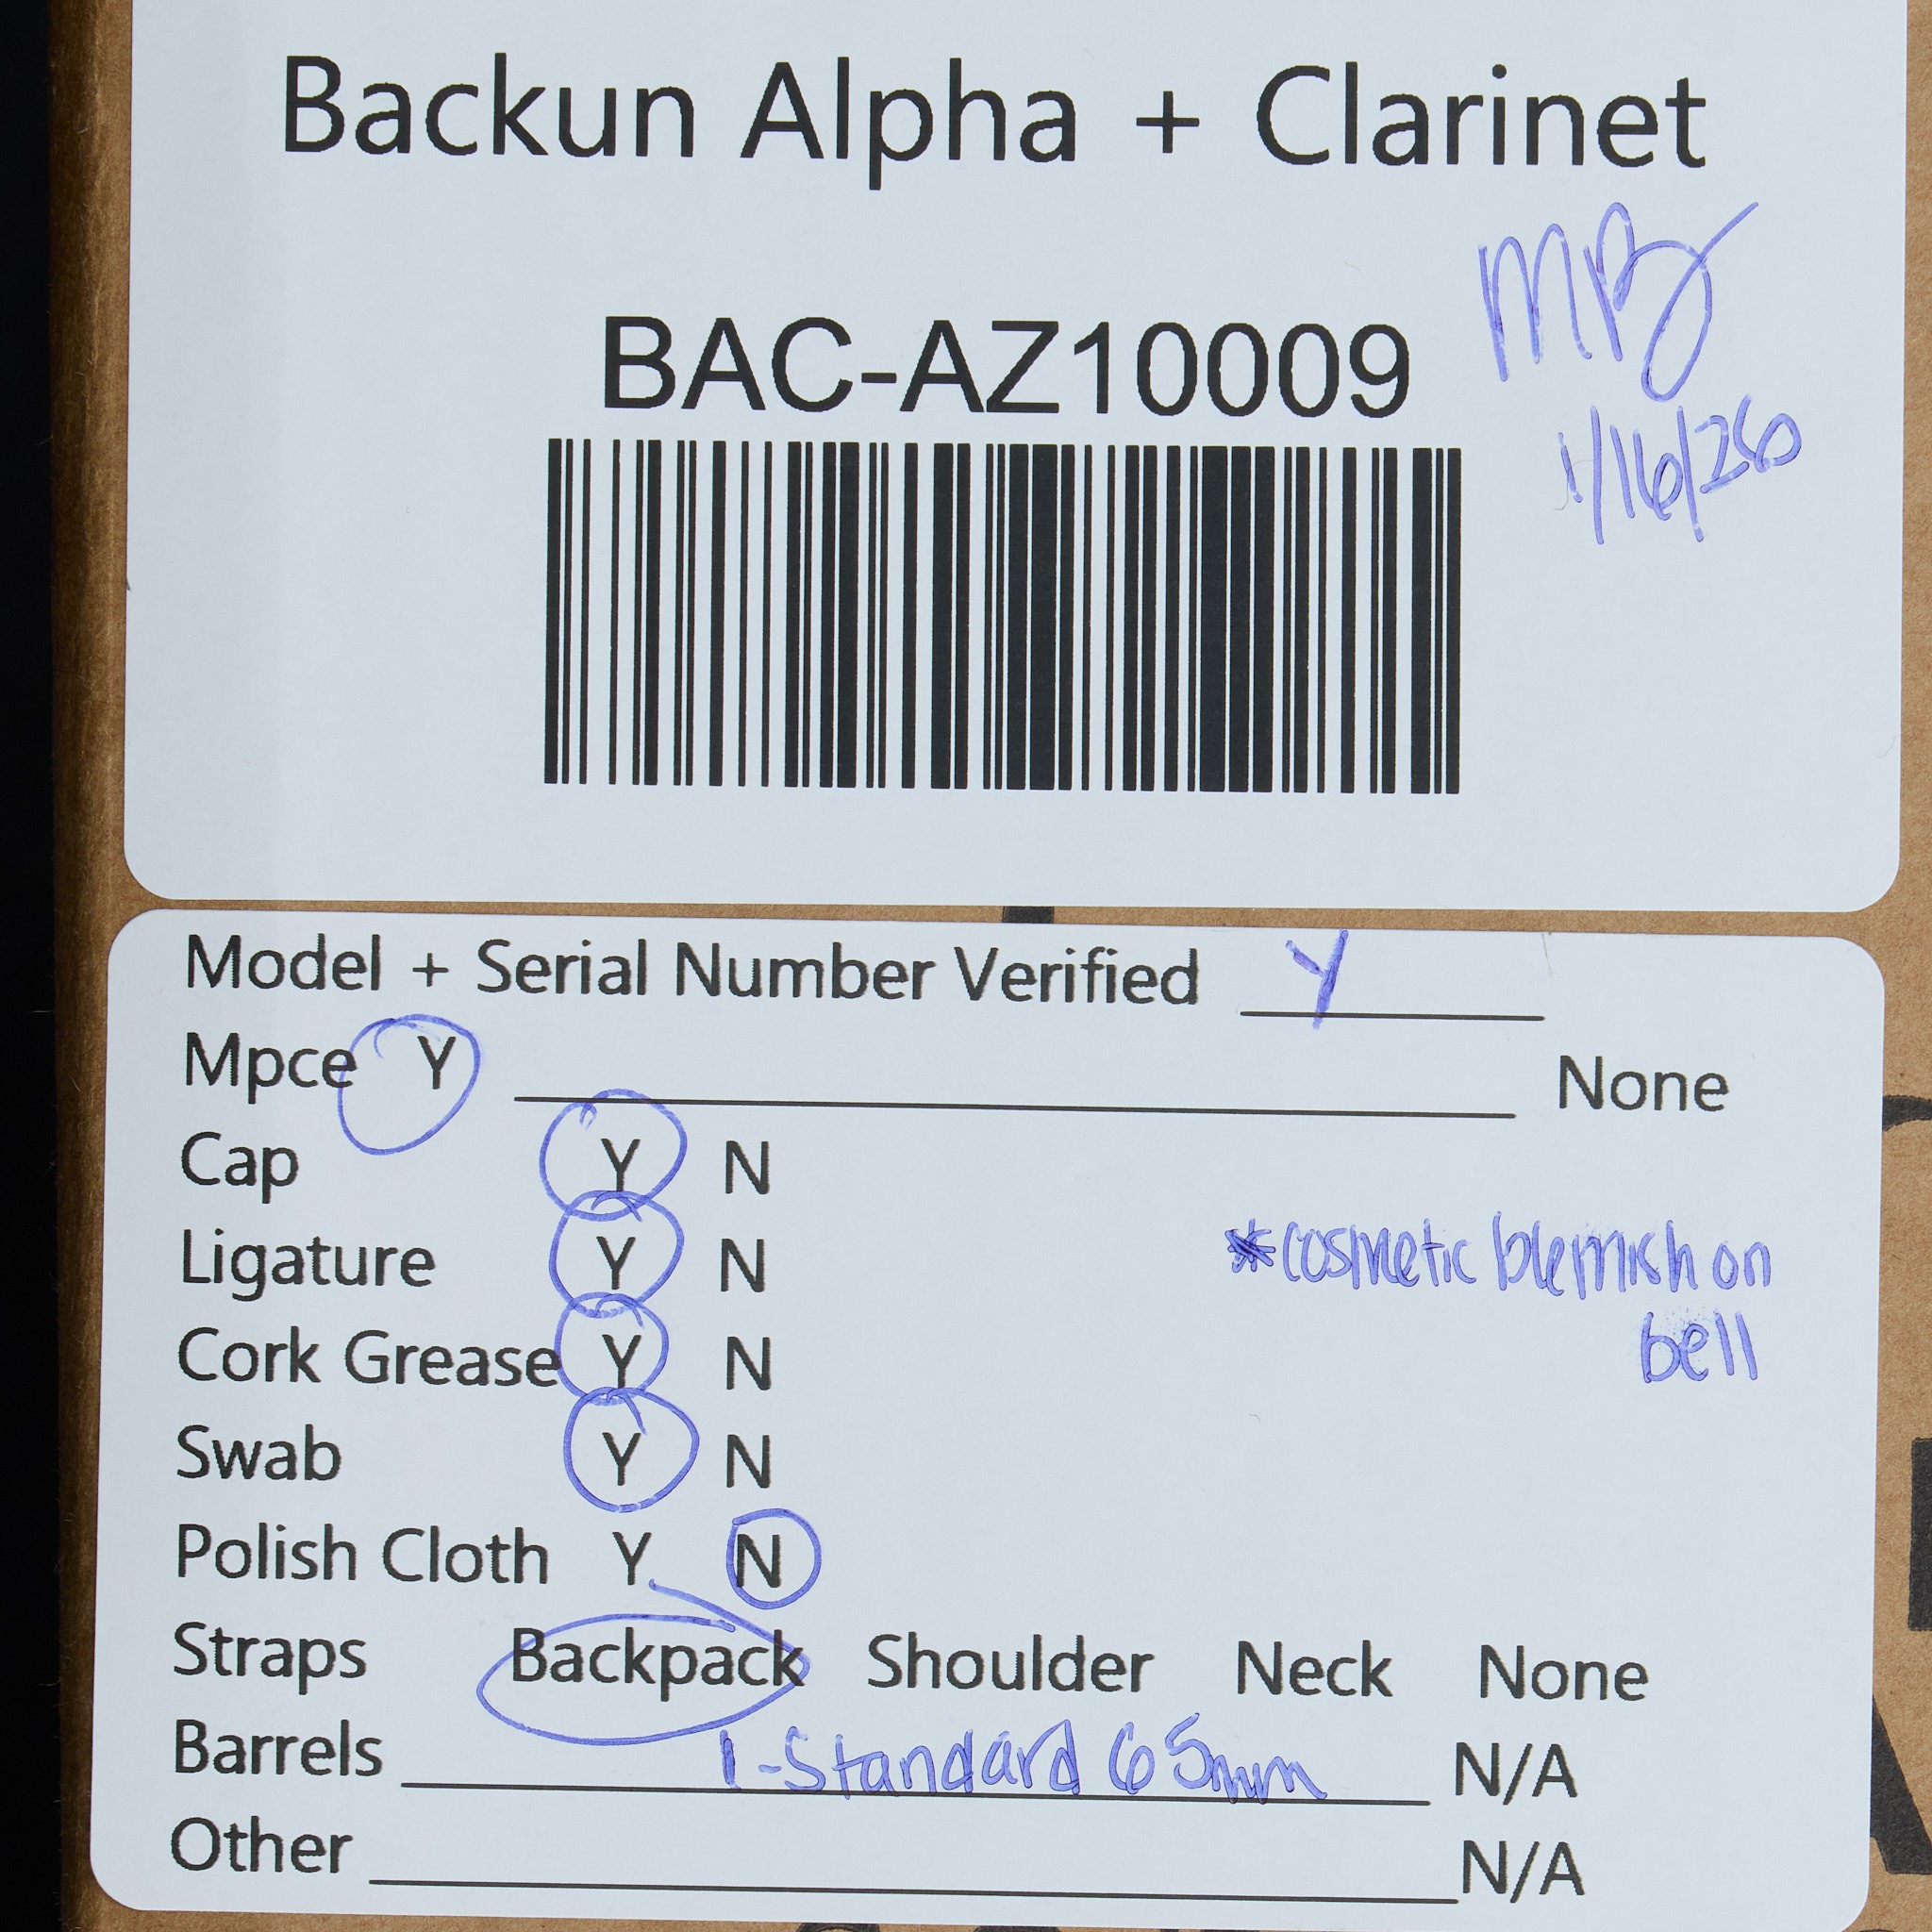 Backun Alpha + Clarinet
MB
BAC-AZ10009
1/16/26
Model + Serial Number Verified Y
Mpce Y None
Cap Y N
Ligature Y N
*cosmetic blemish on
bell
Cork Grease Y N
Swab Y N
Polish Cloth Y N
Straps Backpack Shoulder Neck None
Barrels 1-Standard 65mm N/A
Other N/A